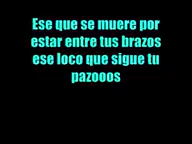 Ese que se muere por
estar entre tus brazos
ese loco que sigue tu
pazooos